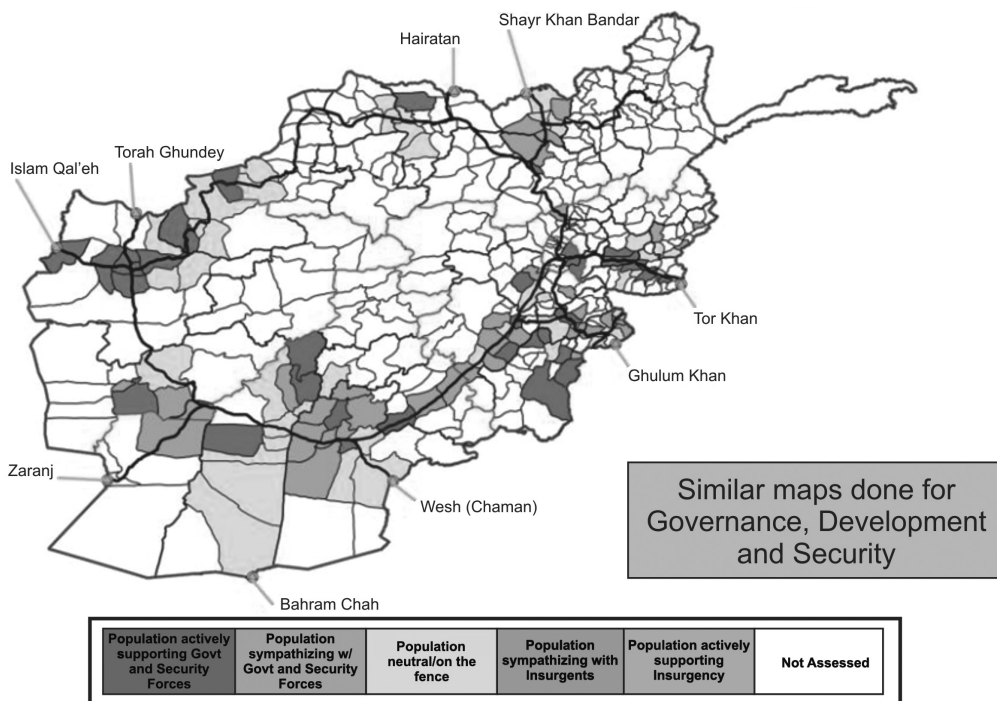 Shayr Khan Bandar
Hairatan
Torah Ghundey
Islam Qal'eh
Tor Khan
Ghulum Khan
Zaranj
Wesh (Chaman)
Bahram Chah
Similar maps done for
Governance, Development
and Security
Population actively
supporting Govt
and Security
Forces
Population
sympathizing w/
Govt and Security
Forces
Population
neutral/on the
fence
Population
sympathizing with
Insurgents
Population actively
supporting
Insurgency
Not Assessed